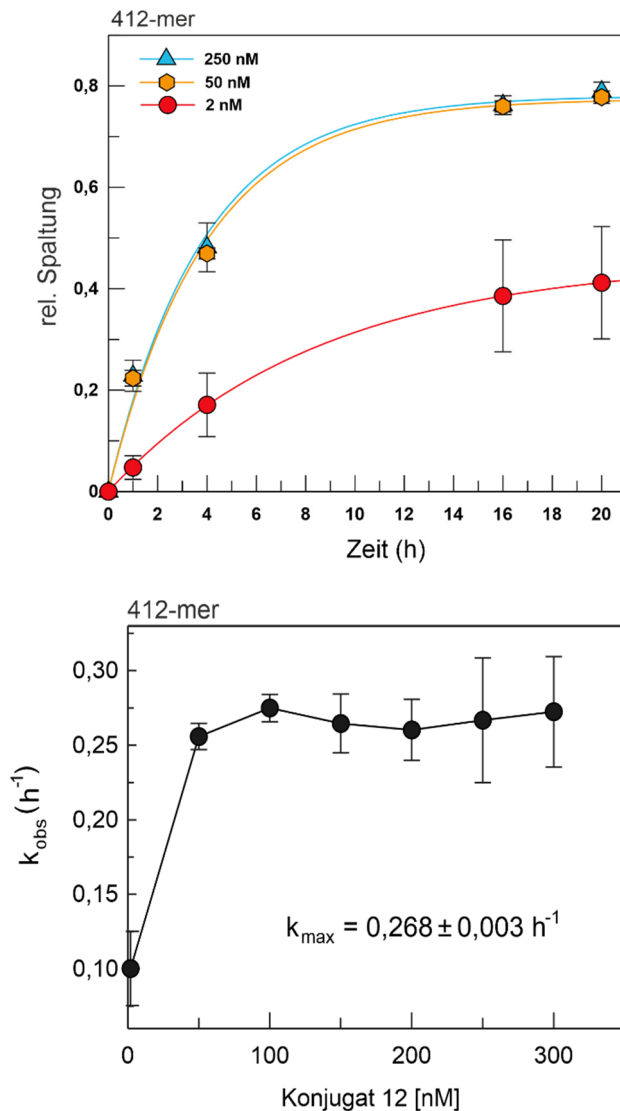 412-mer
250 nM
50 nM
2 nM
0,8
0,6
0,4
0,2
0
rel. Spaltung
0 2 4 6 8 10 12 14 16 18 20
Zeit (h)
412-mer
0,30
0,25
0,20
0,15
0,10
k_obs (h⁻¹)
k_max = 0,268 ± 0,003 h⁻¹
0 100 200 300
Konjugat 12 [nM]